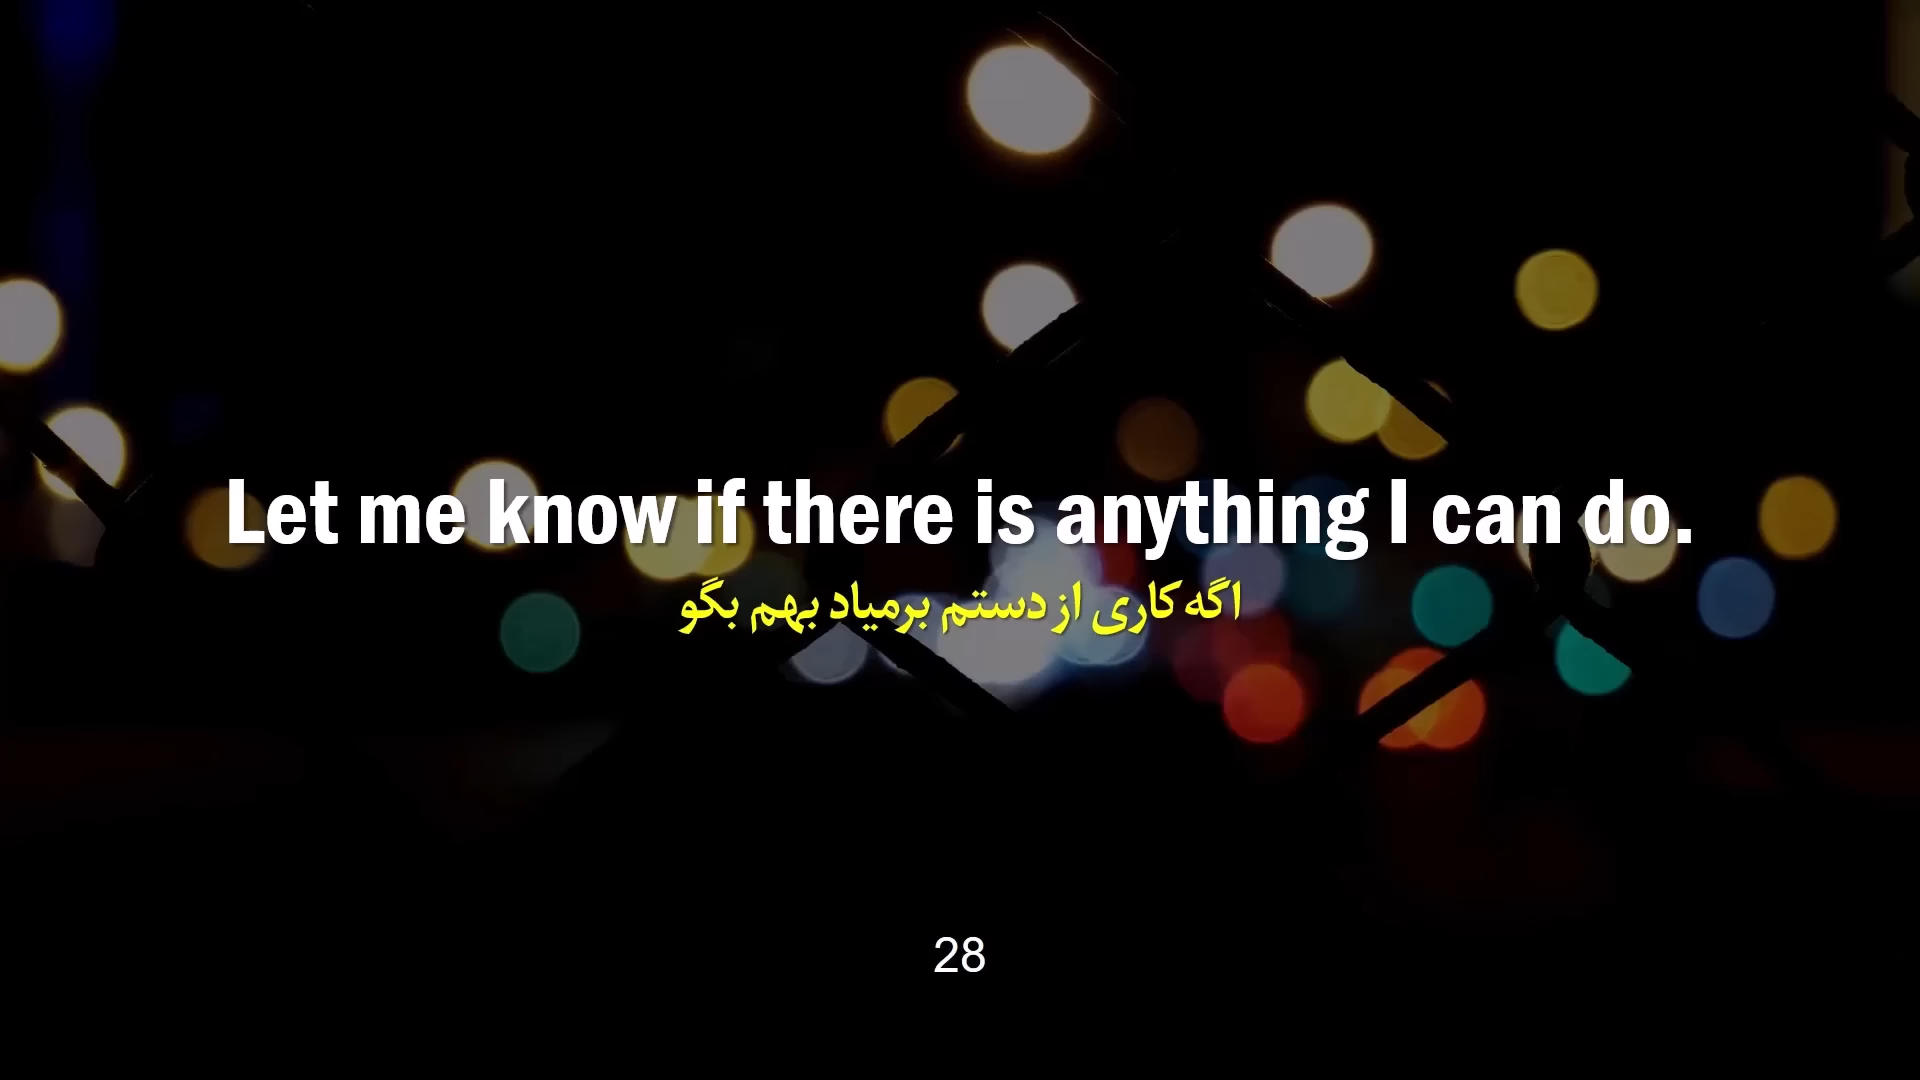 Let me know if there is anything I can do.
اگه کاری از دستم برمیاد بهم بگو
28